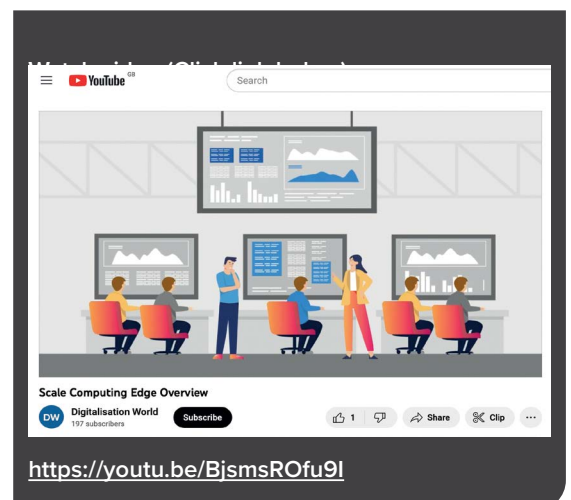 YouTube GB
Search
Scale Computing Edge Overview
DW
Digitalisation World
197 subscribers
Subscribe
1
Share
Clip
https://youtu.be/BjsmsROfu9I